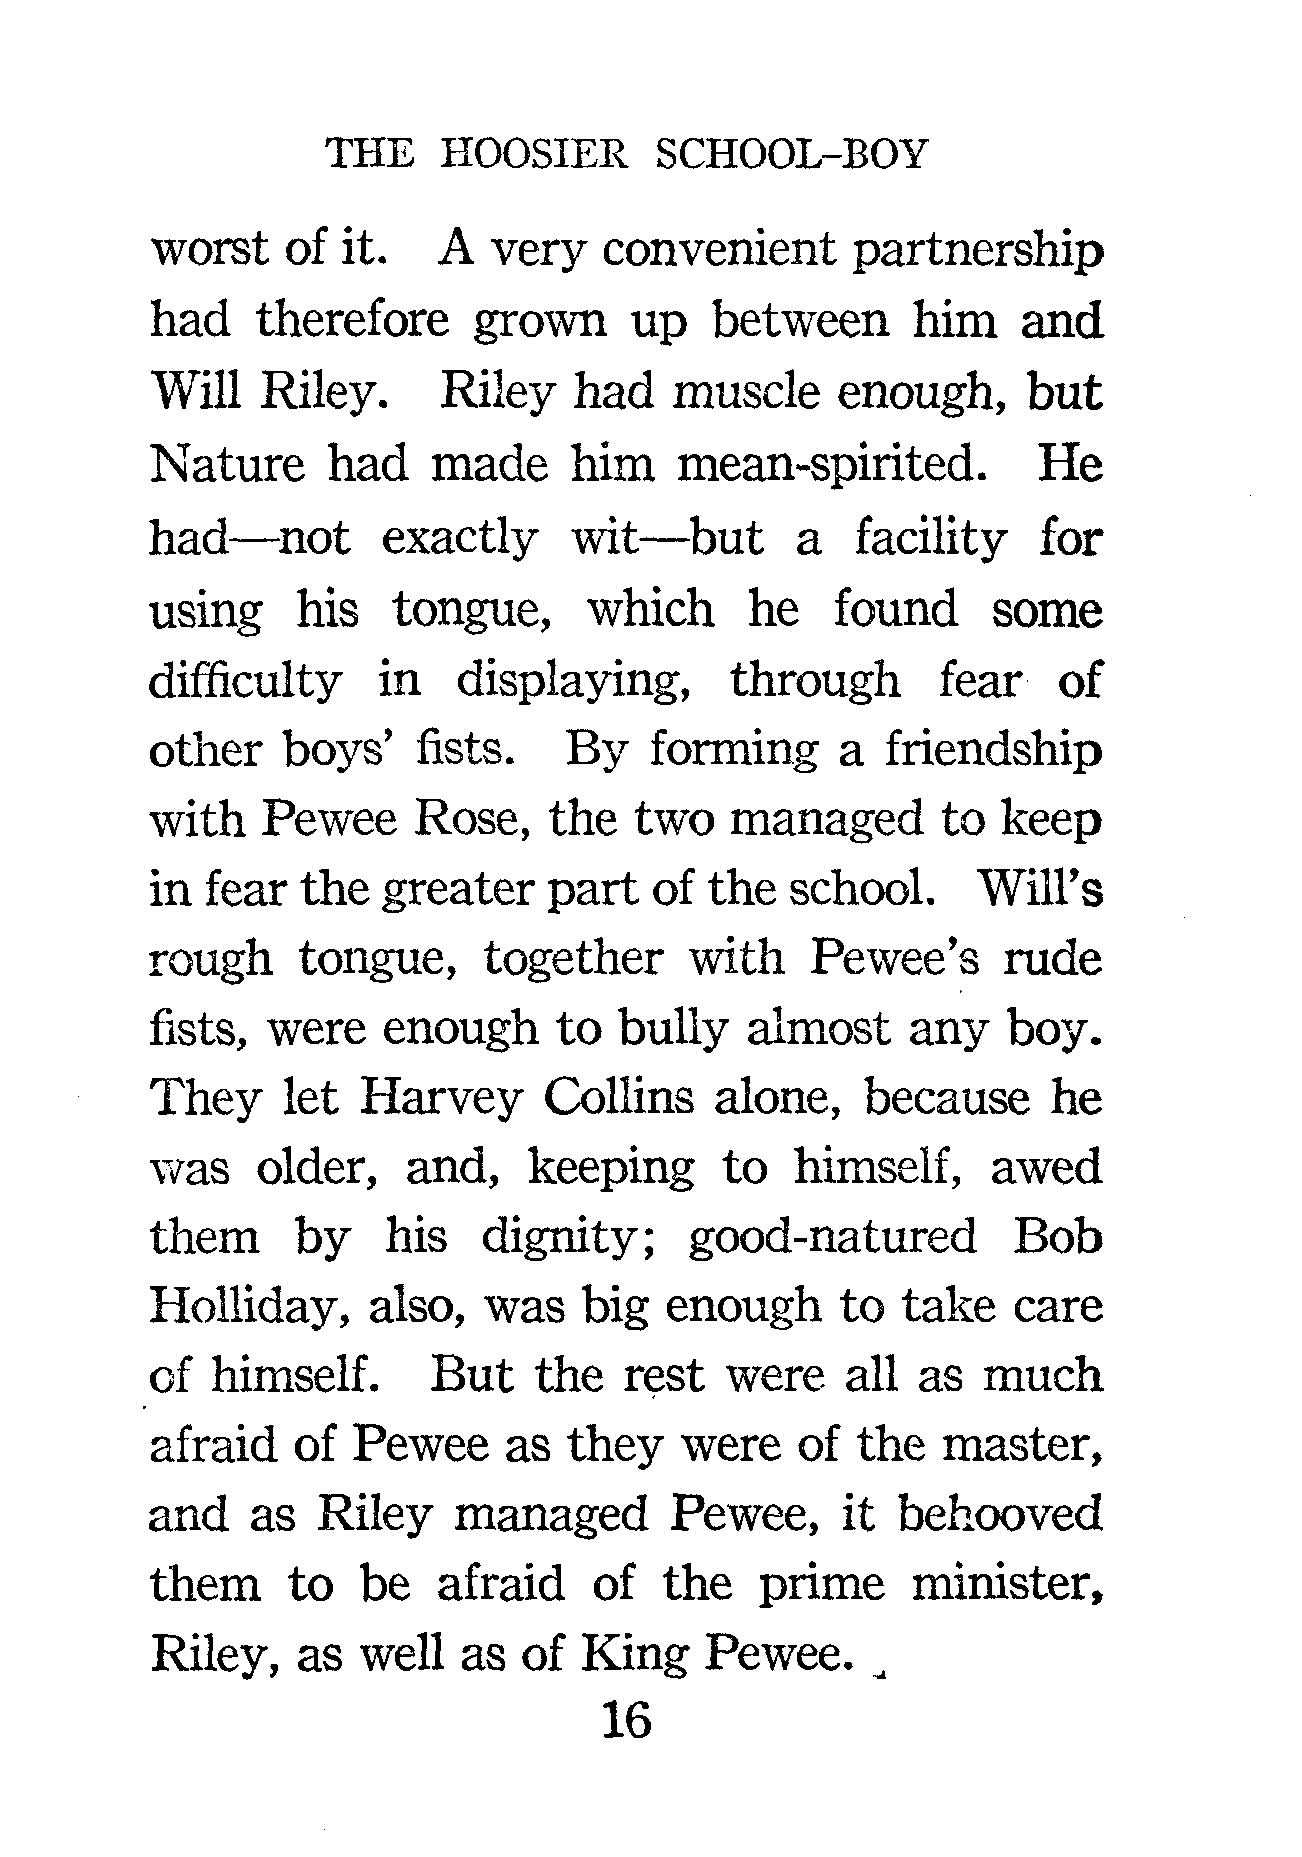 THE HOOSIER SCHOOL-BOY
worst of it. A very convenient partnership
had therefore grown up between him and
Will Riley. Riley had muscle enough, but
Nature had made him mean-spirited. He
had—not exactly wit—but a facility for
using his tongue, which he found some
difficulty in displaying, through fear of
other boys' fists. By forming a friendship
with Pewee Rose, the two managed to keep
in fear the greater part of the school. Will's
rough tongue, together with Pewee's rude
fists, were enough to bully almost any boy.
They let Harvey Collins alone, because he
was older, and, keeping to himself, awed
them by his dignity; good-natured Bob
Holliday, also, was big enough to take care
of himself. But the rest were all as much
afraid of Pewee as they were of the master,
and as Riley managed Pewee, it behooved
them to be afraid of the prime minister,
Riley, as well as of King Pewee.
16